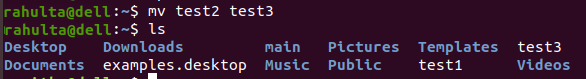 rahulta@dell:~$ mv test2 test3
rahulta@dell:~$ ls
Desktop Downloads main Pictures Templates test3
Documents examples.desktop Music Public test1 Videos